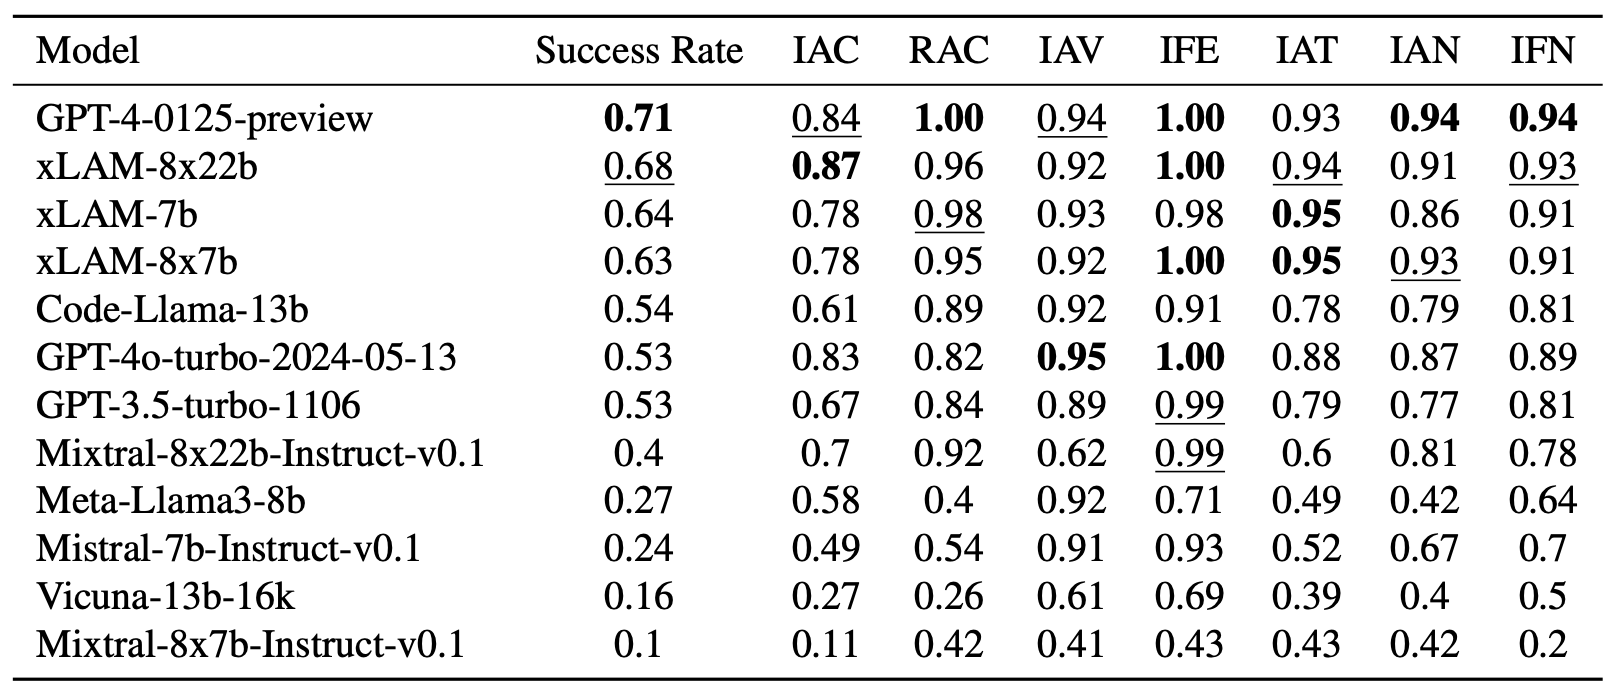 Model Success Rate IAC RAC IAV IFE IAT IAN IFN
GPT-4-0125-preview 0.71 0.84 1.00 0.94 1.00 0.93 0.94 0.94
xLAM-8x22b 0.68 0.87 0.96 0.92 1.00 0.94 0.91 0.93
xLAM-7b 0.64 0.78 0.98 0.93 0.98 0.95 0.86 0.91
xLAM-8x7b 0.63 0.78 0.95 0.92 1.00 0.95 0.93 0.91
Code-Llama-13b 0.54 0.61 0.89 0.92 0.91 0.78 0.79 0.81
GPT-4o-turbo-2024-05-13 0.53 0.83 0.82 0.95 1.00 0.88 0.87 0.89
GPT-3.5-turbo-1106 0.53 0.67 0.84 0.89 0.99 0.79 0.77 0.81
Mixtral-8x22b-Instruct-v0.1 0.4 0.7 0.92 0.62 0.99 0.6 0.81 0.78
Meta-Llama3-8b 0.27 0.58 0.4 0.92 0.71 0.49 0.42 0.64
Mistral-7b-Instruct-v0.1 0.24 0.49 0.54 0.91 0.93 0.52 0.67 0.7
Vicuna-13b-16k 0.16 0.27 0.26 0.61 0.69 0.39 0.4 0.5
Mixtral-8x7b-Instruct-v0.1 0.1 0.11 0.42 0.41 0.43 0.43 0.42 0.2